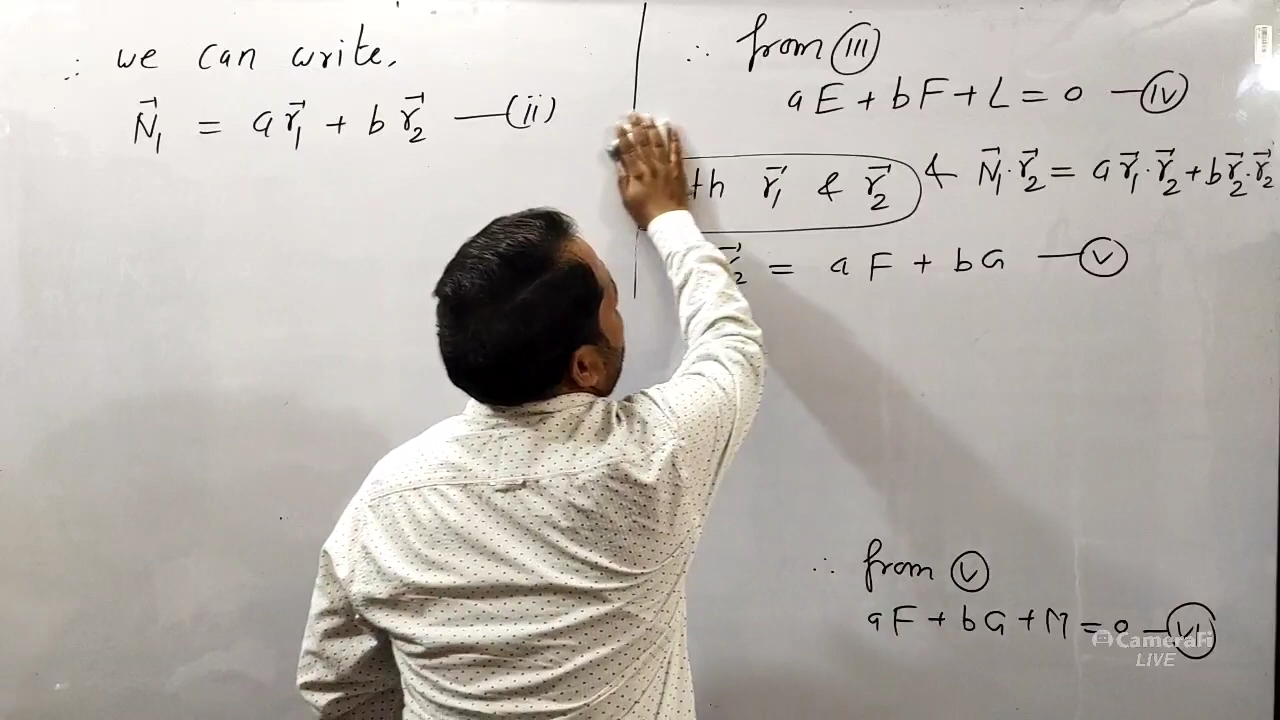 ∴ we can write,
N⃗₁ = a r⃗₁ + b r⃗₂ —(ii)
∴ from (III)
aE + bF + L = 0 —(IV)
th r⃗₁ & r⃗₂
& N⃗₁·r⃗₂ = a r⃗₁·r⃗₂ + b r⃗₂·r⃗₂
r⃗₂ = aF + bG —(V)
∴ from (V)
aF + bG + M = 0 —(VI)
CameraFi
LIVE